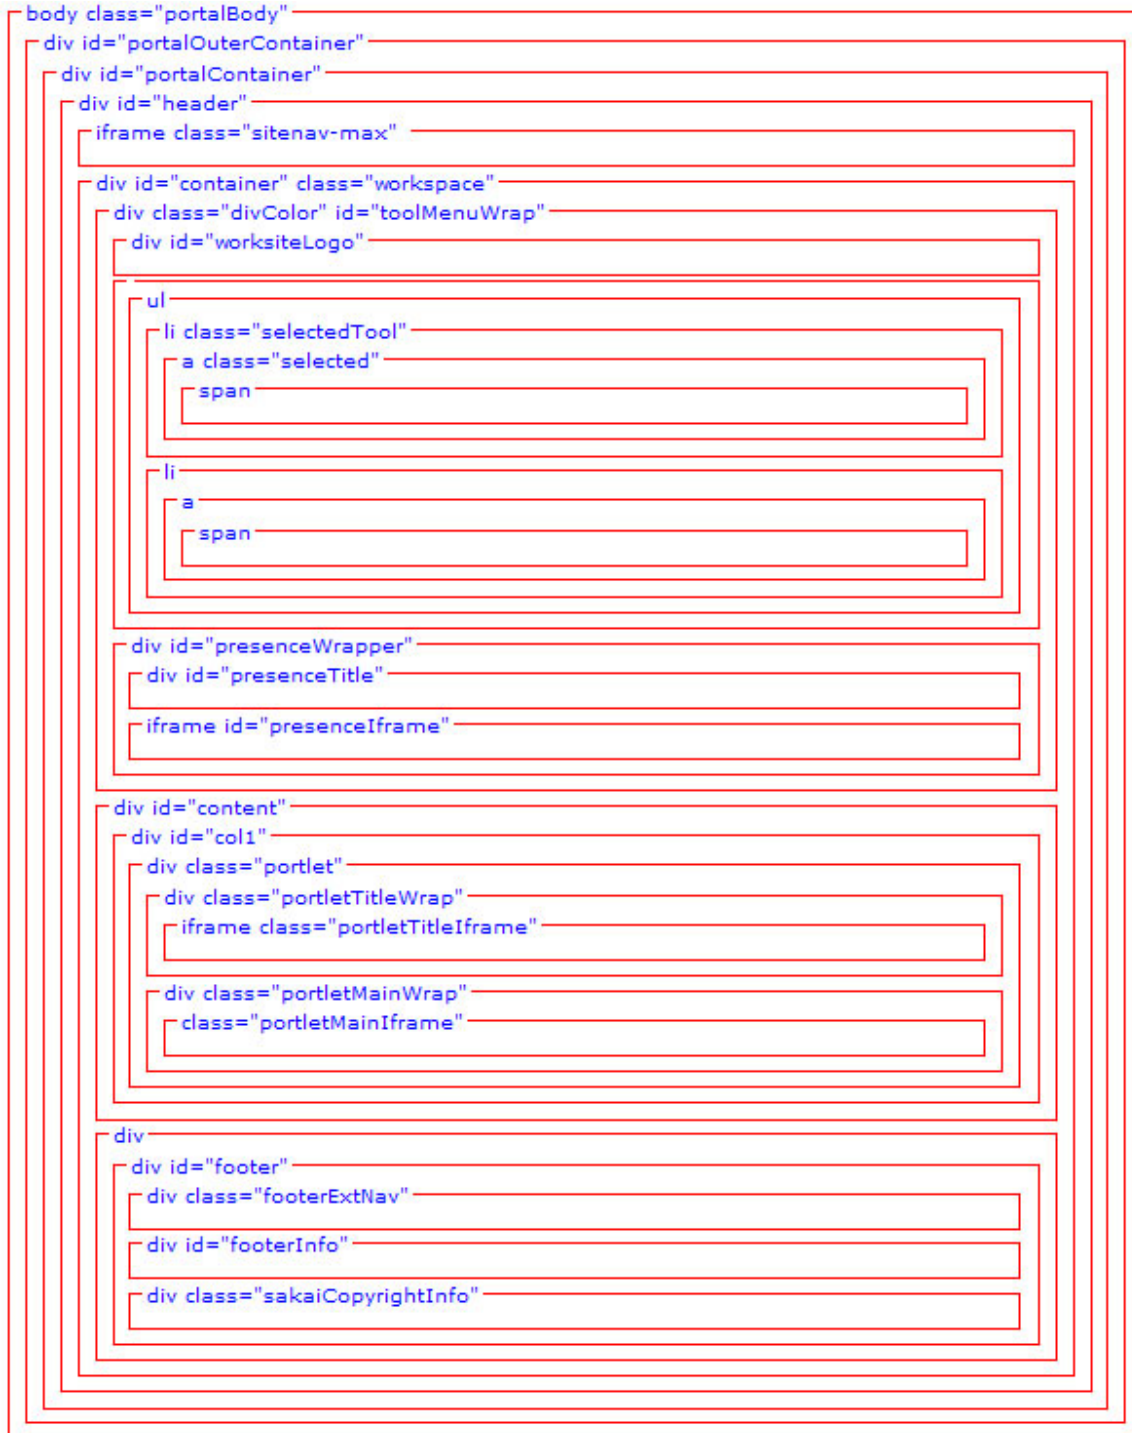 body class="portalBody"
div id="portalOuterContainer"
div id="portalContainer"
div id="header"
iframe class="sitenav-max"
div id="container" class="workspace"
div class="divColor" id="toolMenuWrap"
div id="worksiteLogo"
ul
li class="selectedTool"
a class="selected"
span
li
a
span
div id="presenceWrapper"
div id="presenceTitle"
iframe id="presenceIframe"
div id="content"
div id="col1"
div class="portlet"
div class="portletTitleWrap"
iframe class="portletTitleIframe"
div class="portletMainWrap"
class="portletMainIframe"
div
div id="footer"
div class="footerExtNav"
div id="footerInfo"
div class="sakaiCopyrightInfo"